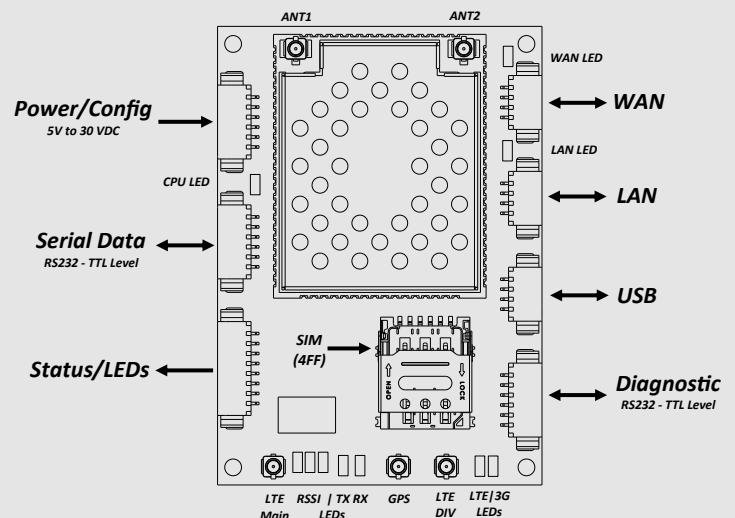 ANT1
ANT2
WAN LED
Power/Config
5V to 30 VDC
WAN
LAN LED
CPU LED
LAN
Serial Data
RS232 - TTL Level
USB
SIM
(4FF)
OPEN
LOCK
Status/LEDs
Diagnostic
RS232 - TTL Level
LTE
Main
RSSI | TX RX
LEDs
GPS
LTE
DIV
LTE|3G
LEDs